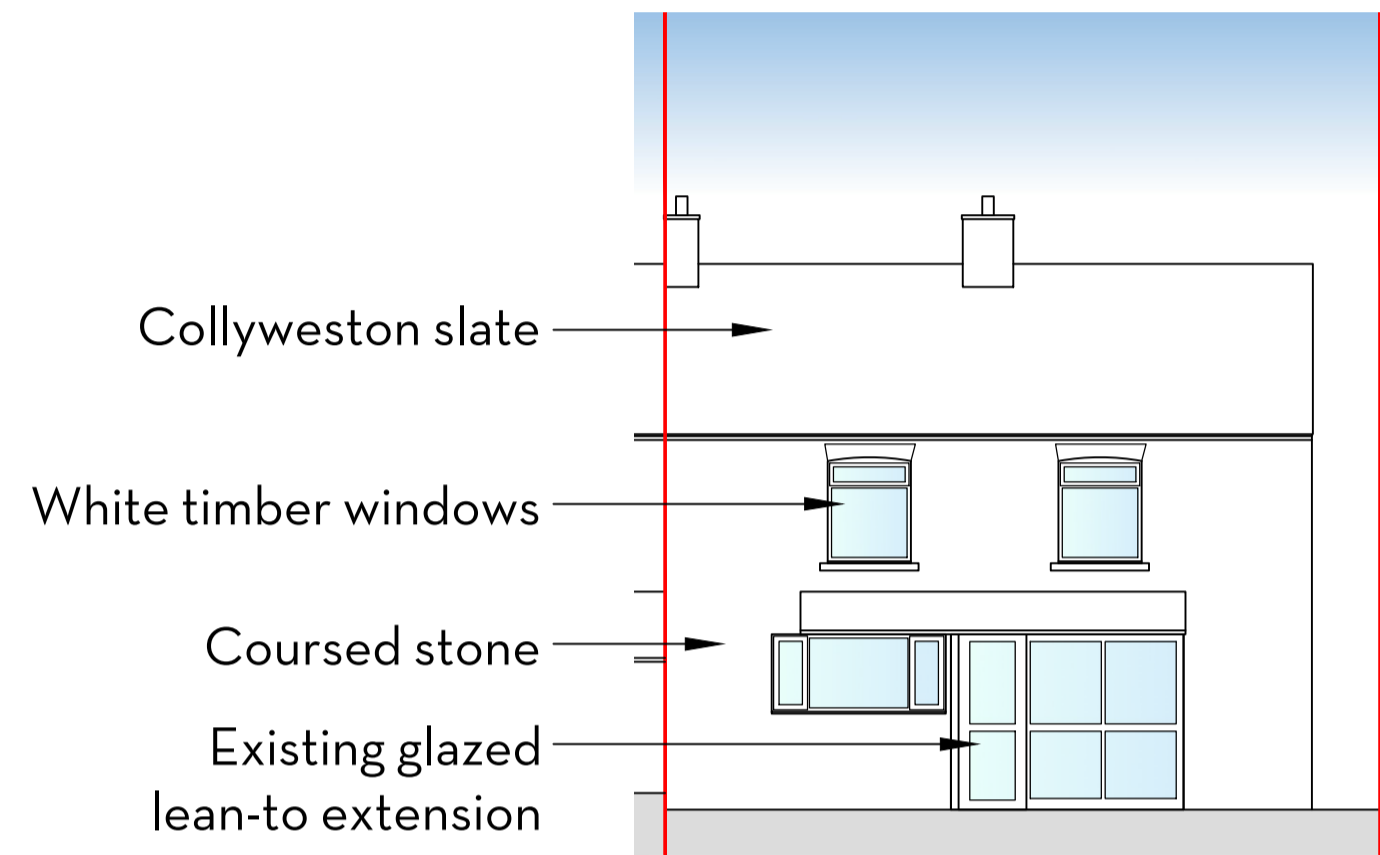 Collyweston slate
White timber windows
Coursed stone
Existing glazed
lean-to extension